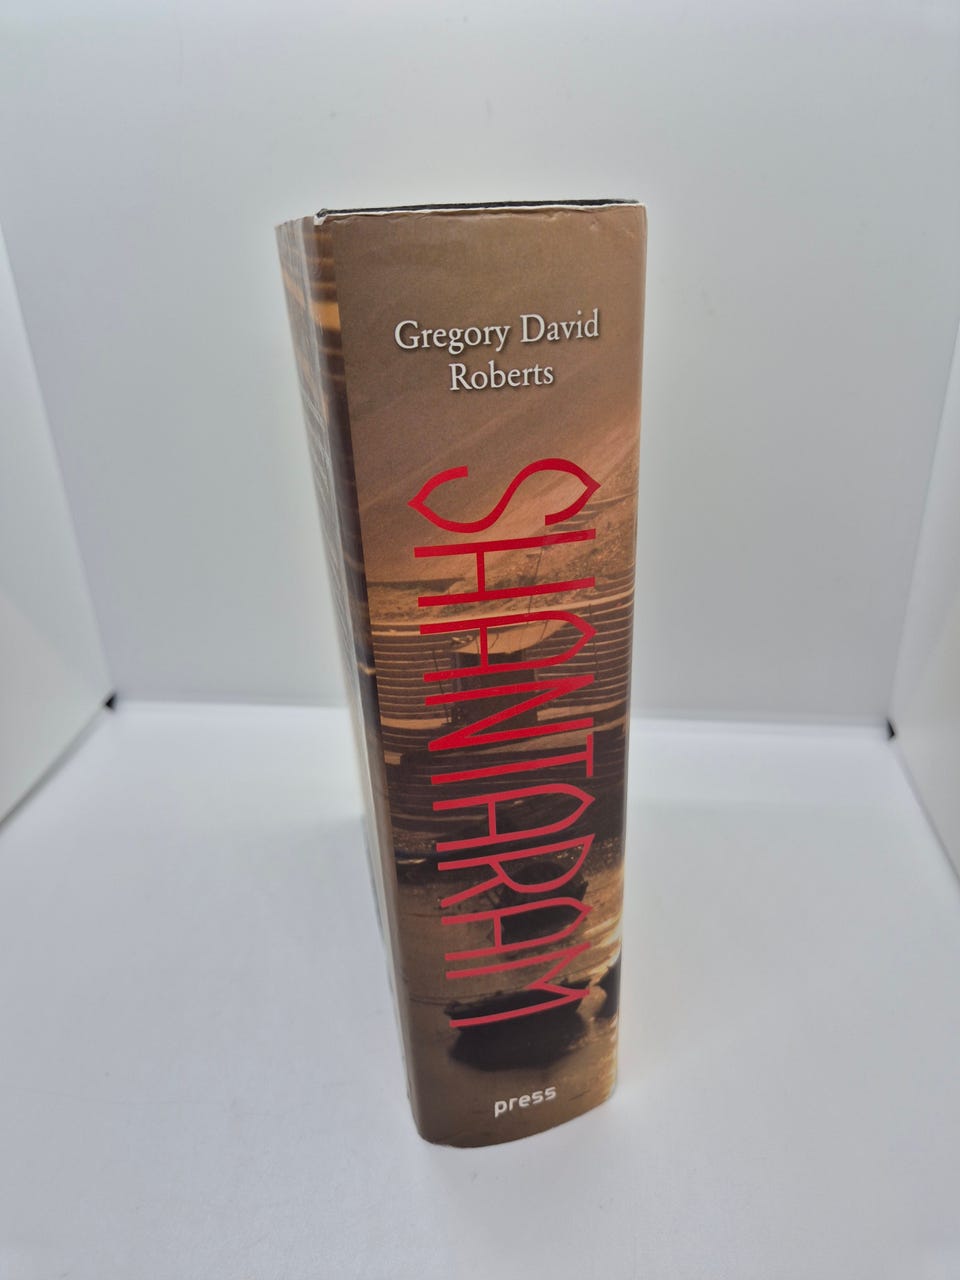 Gregory David
Roberts
SHANTARAM
press